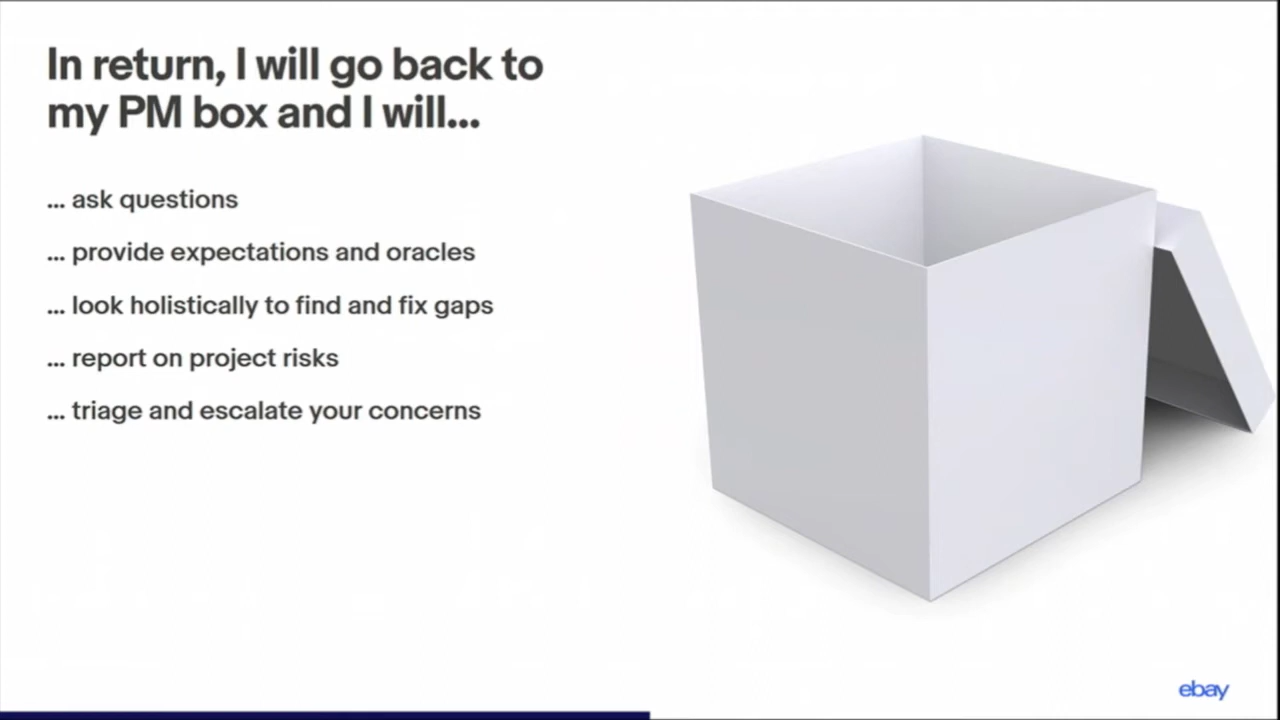 In return, I will go back to
my PM box and I will...
... ask questions
... provide expectations and oracles
... look holistically to find and fix gaps
... report on project risks
... triage and escalate your concerns
ebay